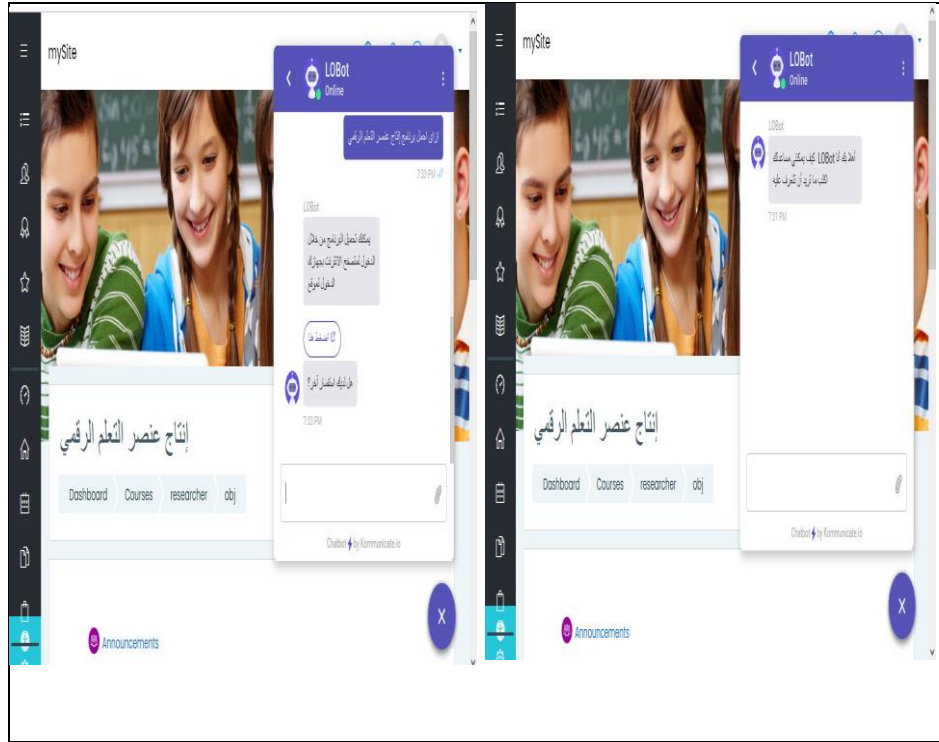 mySite
LOBot
Online
ازاى احمل برنامج إنتاج عنصر التعلم الرقمي
7:33 PM
LOBot
يمكنك تحميل البرنامج من خلال
الدخول لمتصفح الانترنت بجهازك
الدخول لموقع
اضغط هنا
هل لديك استفسار آخر؟
7:33 PM
Chatbot by Kommunicate.io
إنتاج عنصر التعلم الرقمي
Dashboard Courses researcher obj
Announcements
mySite
LOBot
Online
LOBot
أهلا بك أنا LOBot كيف يمكنني مساعدتك
اكتب ما تريد أن تتعرف عليه
7:31 PM
Chatbot by Kommunicate.io
إنتاج عنصر التعلم الرقمي
Dashboard Courses researcher obj
Announcements